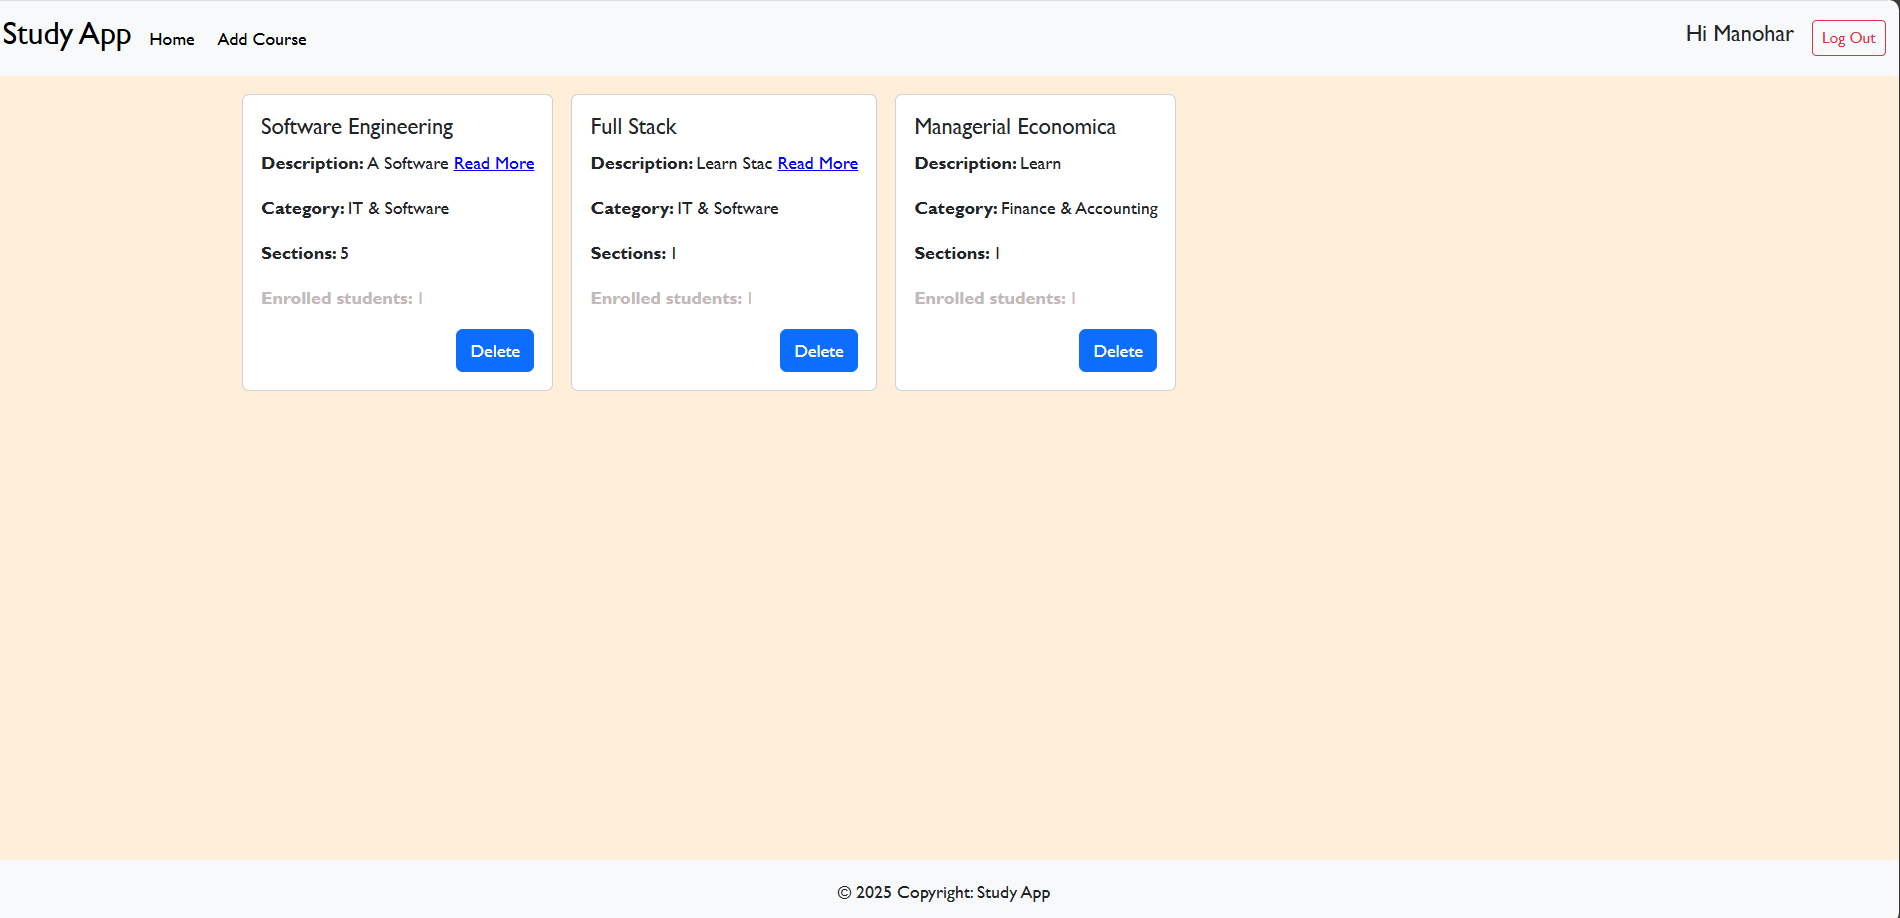 Study App Home Add Course Hi Manohar Log Out
Software Engineering
Description: A Software Read More
Category: IT & Software
Sections: 5
Enrolled students: 1
Delete
Full Stack
Description: Learn Stac Read More
Category: IT & Software
Sections: 1
Enrolled students: 1
Delete
Managerial Economica
Description: Learn
Category: Finance & Accounting
Sections: 1
Enrolled students: 1
Delete
© 2025 Copyright: Study App